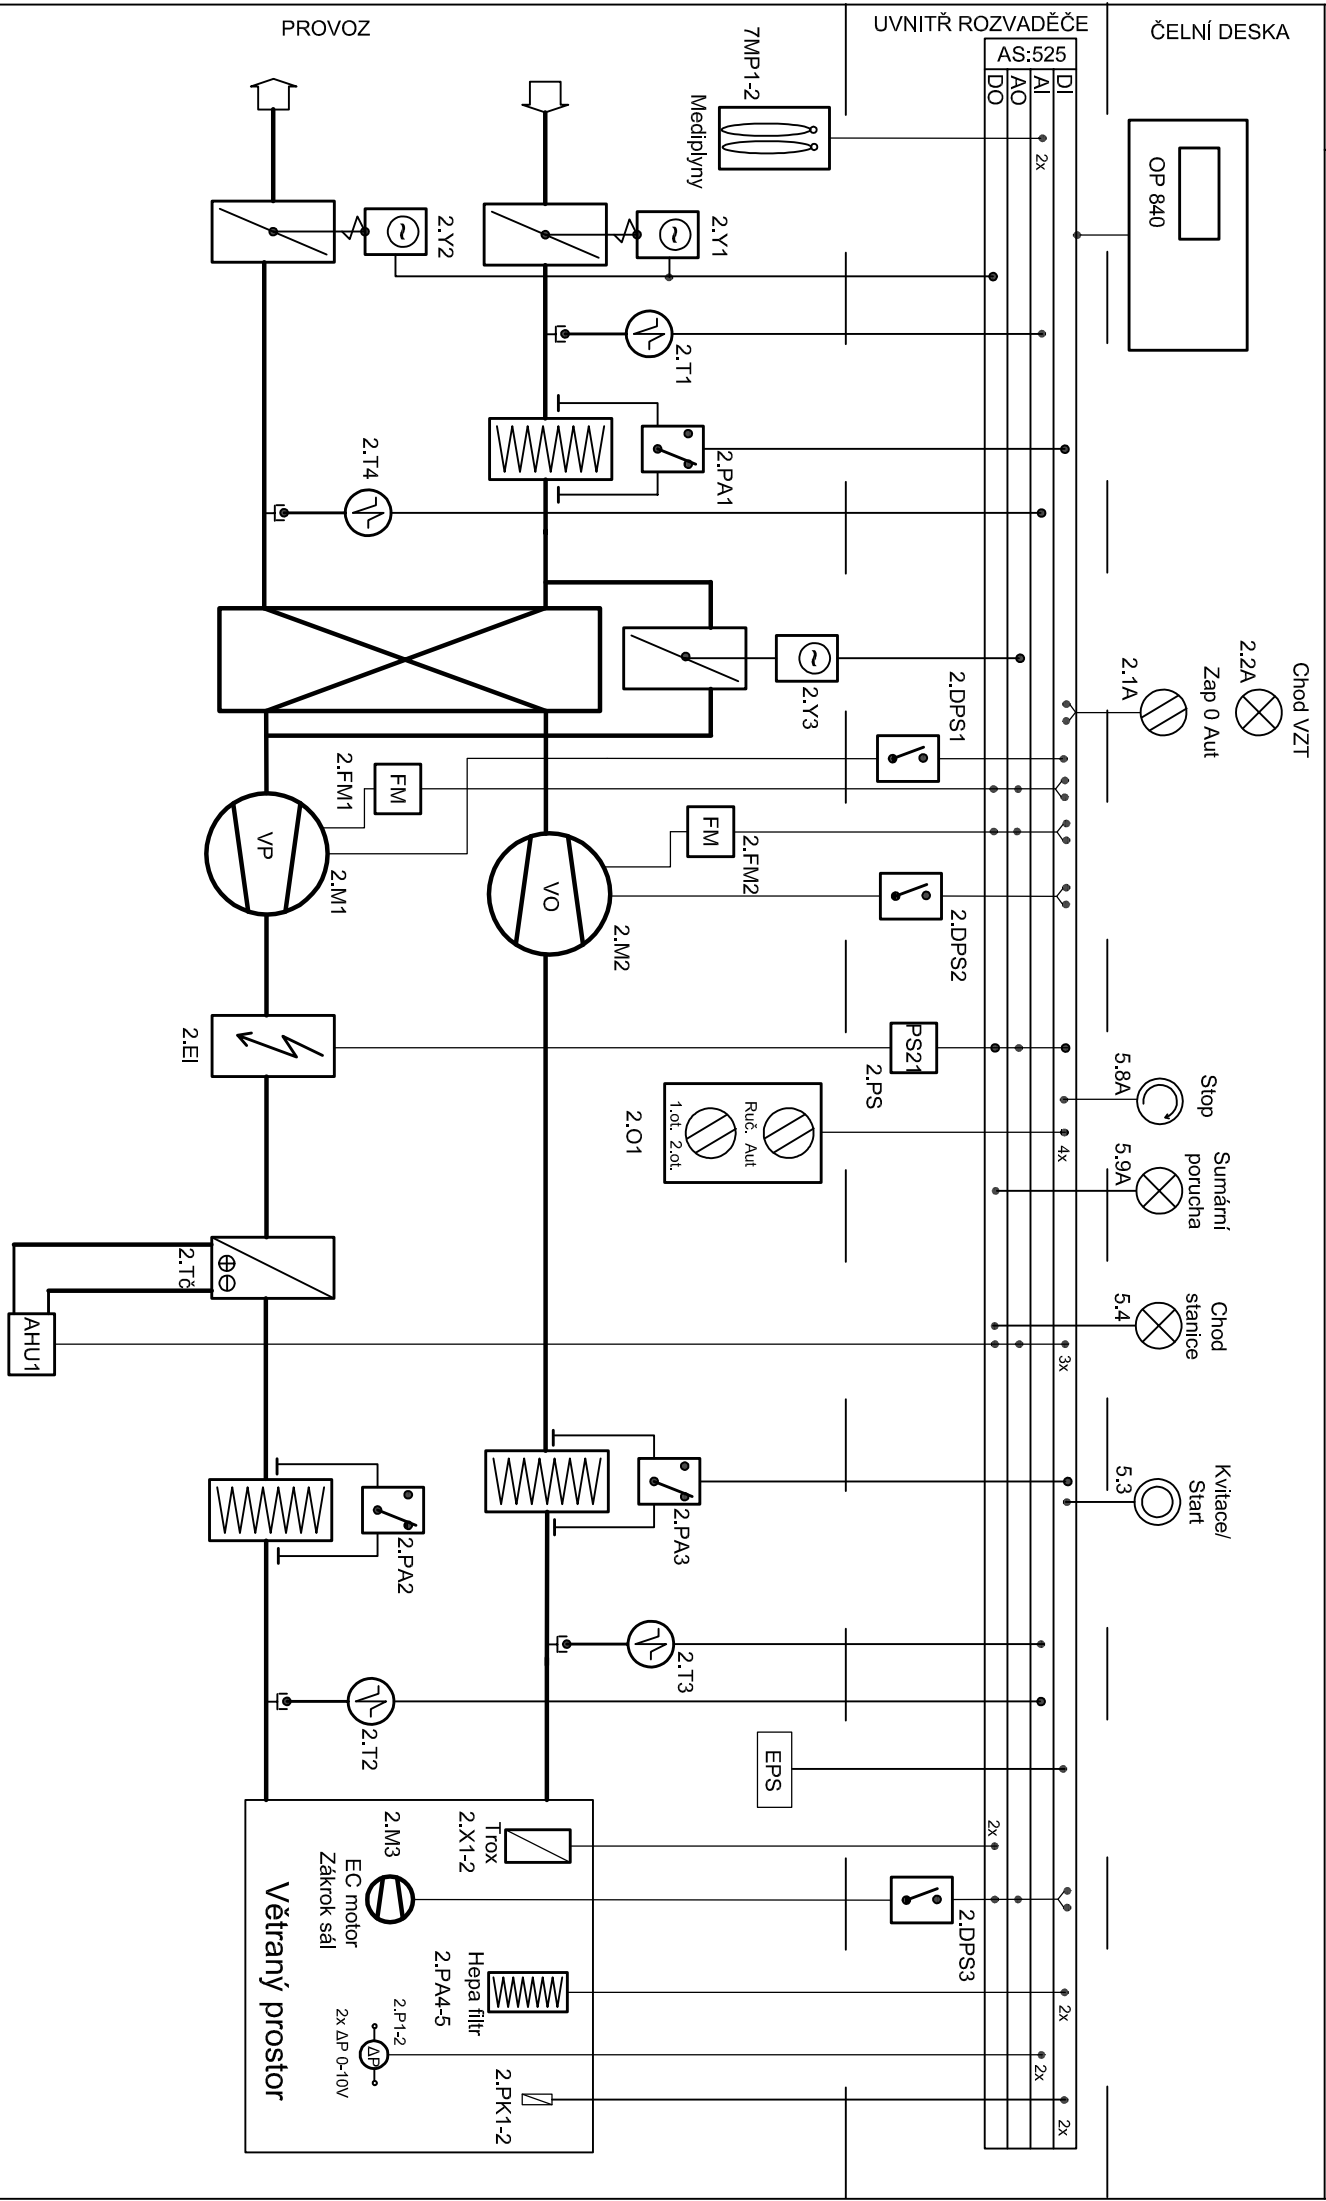 PROVOZ
UVNITŘ ROZVADĚČE
ČELNÍ DESKA
AS:525
DO
AO
AI
DI
OP 840
7MP1-2
Mediplyny
2x
2.Y2
2.Y1
2.T1
2.PA1
2.T4
2.Y3
Chod VZT
2.2A
Zap 0 Aut
2.1A
2.DPS1
2.FM1
FM
VP
2.M1
FM
2.FM2
VO
2.M2
2.DPS2
2.EI
PS21
2.PS
Stop
5.8A
Ruč. Aut
1.ot. 2.ot.
2.O1
4x
Sumární
porucha
5.9A
2.Tč
AHU1
Chod
stanice
5.4
3x
Kvitace/
Start
5.3
2.PA3
2.PA2
2.T3
2.T2
EPS
Trox
2.X1-2
2x
2.M3
EC motor
Zákrok sál
2.DPS3
Hepa filtr
2.PA4-5
2x
2.P1-2
ΔP
2x ΔP 0-10V
2x
2.PK1-2
2x
Větraný prostor